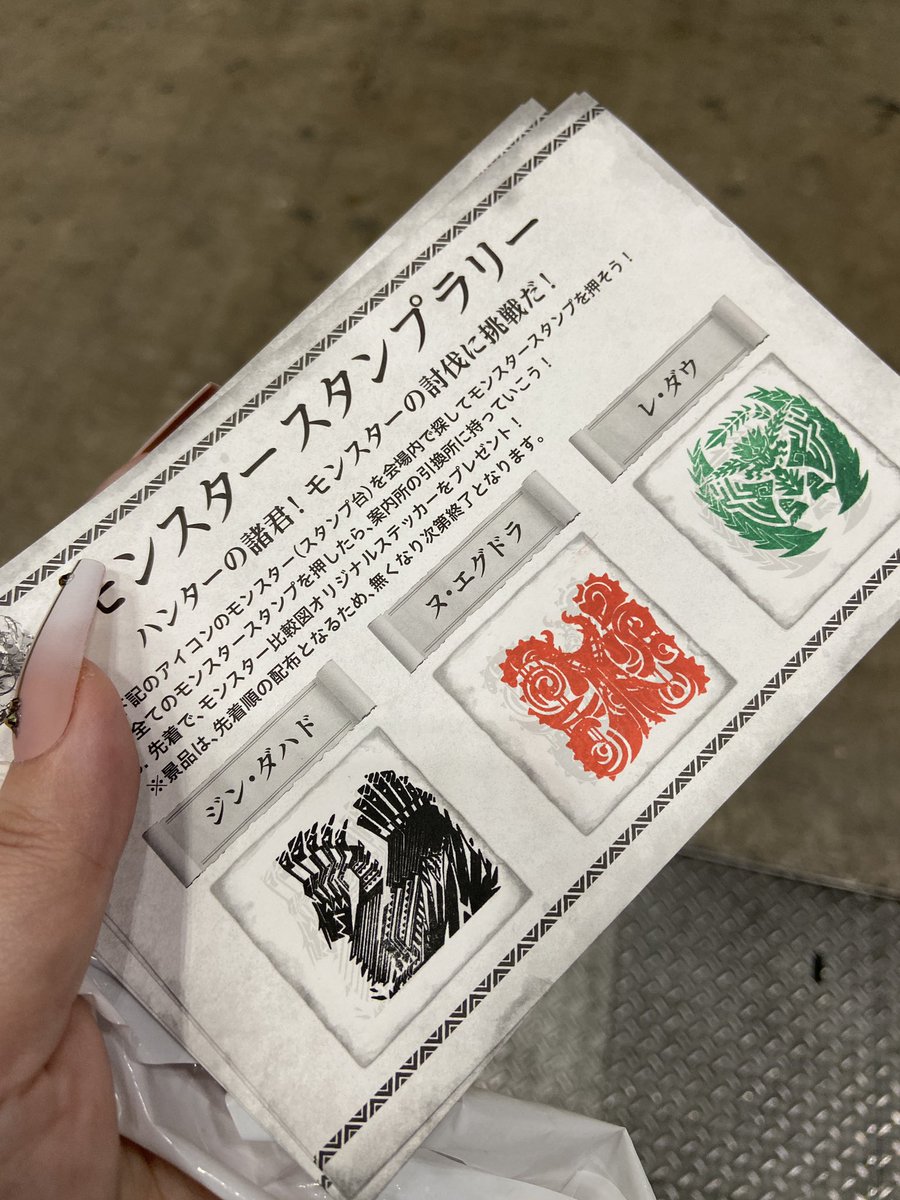 モンスタースタンプラリー
ハンターの諸君！モンスターの討伐に挑戦だ！
記のアイコンのモンスター（スタンプ台）を会場内で探してモンスタースタンプを押そう！
全てのモンスタースタンプを押したら、案内所の引換所に持っていこう！
先着で、モンスター比較図オリジナルステッカーをプレゼント！
※景品は、先着順の配布となるため、無くなり次第終了となります。
ジン・ダハド
ヌ・エグドラ
レ・ダウ